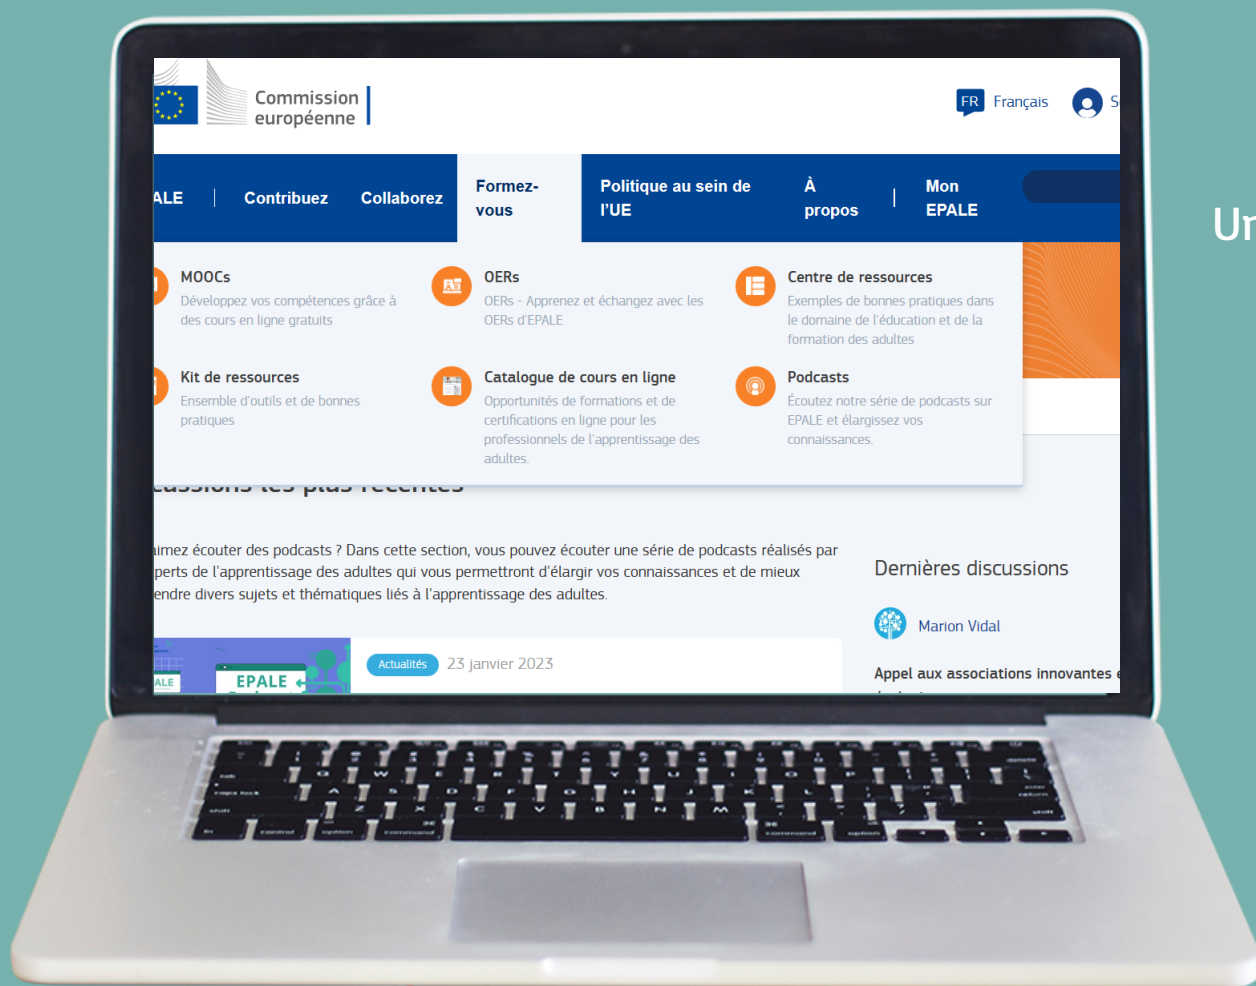 Commission
européenne
FR Français
ALE
Contribuez
Collaborez
Formez-
vous
Politique au sein de
l'UE
À
propos
Mon
EPALE
Un
MOOCs
Développez vos compétences grâce à
des cours en ligne gratuits
OERs
OERs - Apprenez et échangez avec les
OERs d'EPALE
Centre de ressources
Exemples de bonnes pratiques dans
le domaine de l'éducation et de la
formation des adultes
Kit de ressources
Ensemble d'outils et de bonnes
pratiques
Catalogue de cours en ligne
Opportunités de formations et de
certifications en ligne pour les
professionnels de l'apprentissage des
adultes.
Podcasts
Écoutez notre série de podcasts sur
EPALE et élargissez vos
connaissances.
cussions les plus récentes
aimez écouter des podcasts ? Dans cette section, vous pouvez écouter une série de podcasts réalisés par
perts de l'apprentissage des adultes qui vous permettront d'élargir vos connaissances et de mieux
endre divers sujets et thématiques liés à l'apprentissage des adultes.
Dernières discussions
Marion Vidal
Appel aux associations innovantes e
Actualités 23 janvier 2023
ALE
EPALE